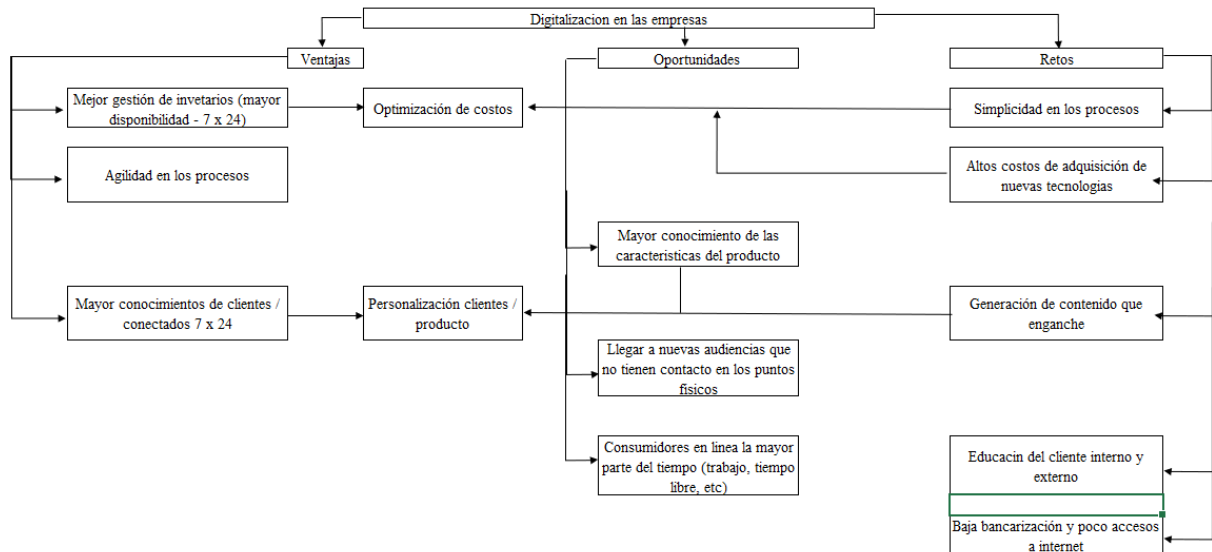 Digitalizacion en las empresas
Ventajas
Oportunidades
Retos
Mejor gestión de invetarios (mayor
disponibilidad - 7 x 24)
Optimización de costos
Simplicidad en los procesos
Agilidad en los procesos
Altos costos de adquisición de
nuevas tecnologias
Mayor conocimiento de las
caracteristicas del producto
Mayor conocimientos de clientes /
conectados 7 x 24
Personalización clientes /
producto
Generación de contenido que
enganche
Llegar a nuevas audiencias que
no tienen contacto en los puntos
físicos
Consumidores en linea la mayor
parte del tiempo (trabajo, tiempo
libre, etc)
Educacin del cliente interno y
externo
Baja bancarización y poco accesos
a internet